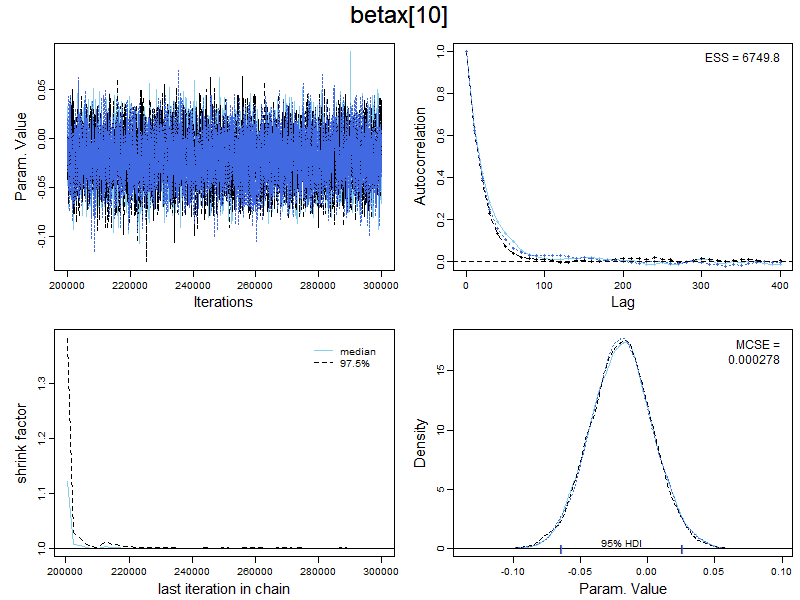 betax[10]
Param. Value
0.05
0.00
-0.05
-0.10
200000 220000 240000 260000 280000 300000
Iterations
Autocorrelation
1.0
0.8
0.6
0.4
0.2
0.0
ESS = 6749.8
0 100 200 300 400
Lag
shrink factor
1.3
1.2
1.1
1.0
median
97.5%
200000 220000 240000 260000 280000 300000
last iteration in chain
Density
15
10
5
0
MCSE =
0.000278
95% HDI
-0.10 -0.05 0.00 0.05 0.10
Param. Value